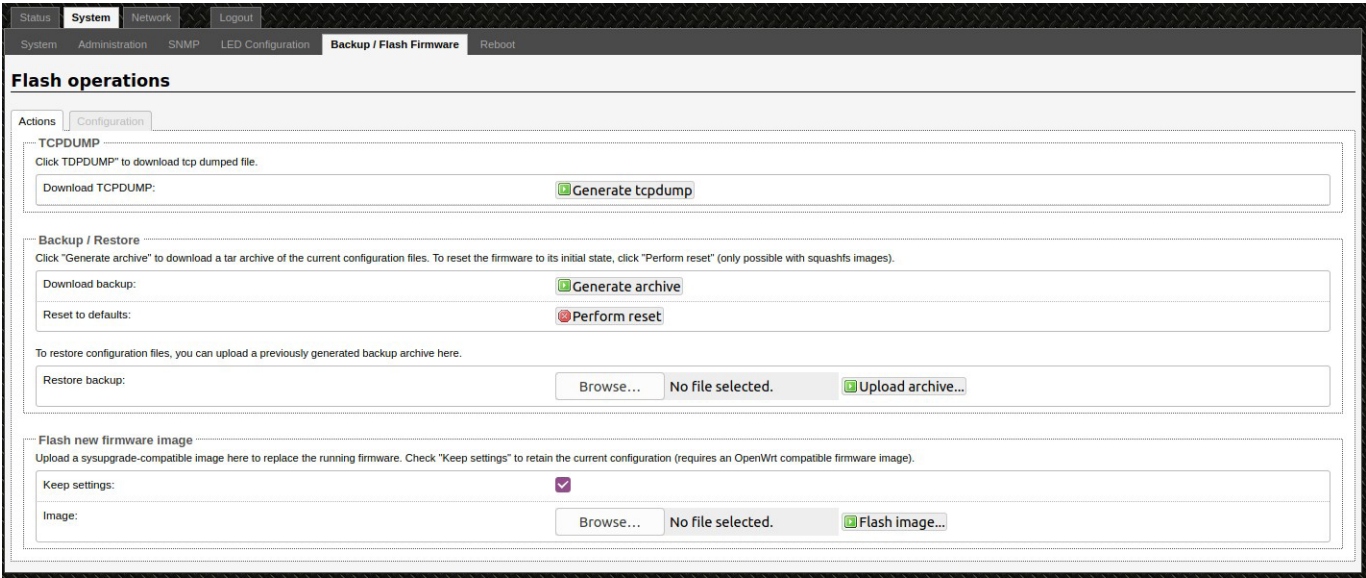 Status System Network Logout
System Administration SNMP LED Configuration Backup / Flash Firmware Reboot
Flash operations
Actions Configuration
TCPDUMP
Click TDPDUMP" to download tcp dumped file.
Download TCPDUMP: Generate tcpdump
Backup / Restore
Click "Generate archive" to download a tar archive of the current configuration files. To reset the firmware to its initial state, click "Perform reset" (only possible with squashfs images).
Download backup: Generate archive
Reset to defaults: Perform reset
To restore configuration files, you can upload a previously generated backup archive here.
Restore backup: Browse... No file selected. Upload archive...
Flash new firmware image
Upload a sysupgrade-compatible image here to replace the running firmware. Check "Keep settings" to retain the current configuration (requires an OpenWrt compatible firmware image).
Keep settings:
Image: Browse... No file selected. Flash image...